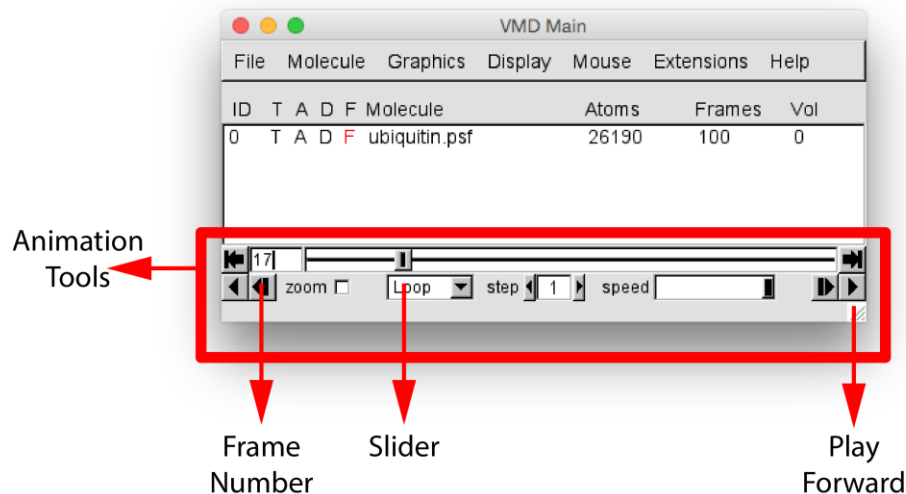 VMD Main
File Molecule Graphics Display Mouse Extensions Help
ID T A D F Molecule Atoms Frames Vol
0 T A D F ubiquitin.psf 26190 100 0
Animation
Tools
17
zoom Loop step 1 speed
Frame
Number
Slider
Play
Forward